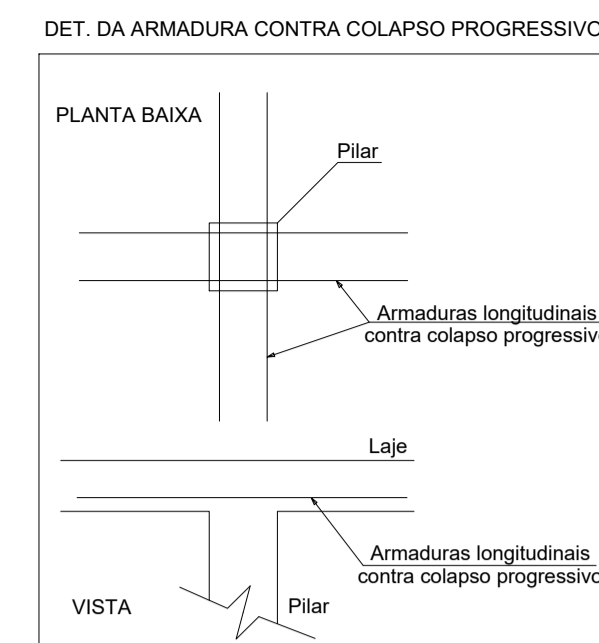 DET. DA ARMADURA CONTRA COLAPSO PROGRESSIVO
PLANTA BAIXA
Pilar
Armaduras longitudinais
contra colapso progressivo
Laje
Armaduras longitudinais
contra colapso progressivo
VISTA
Pilar